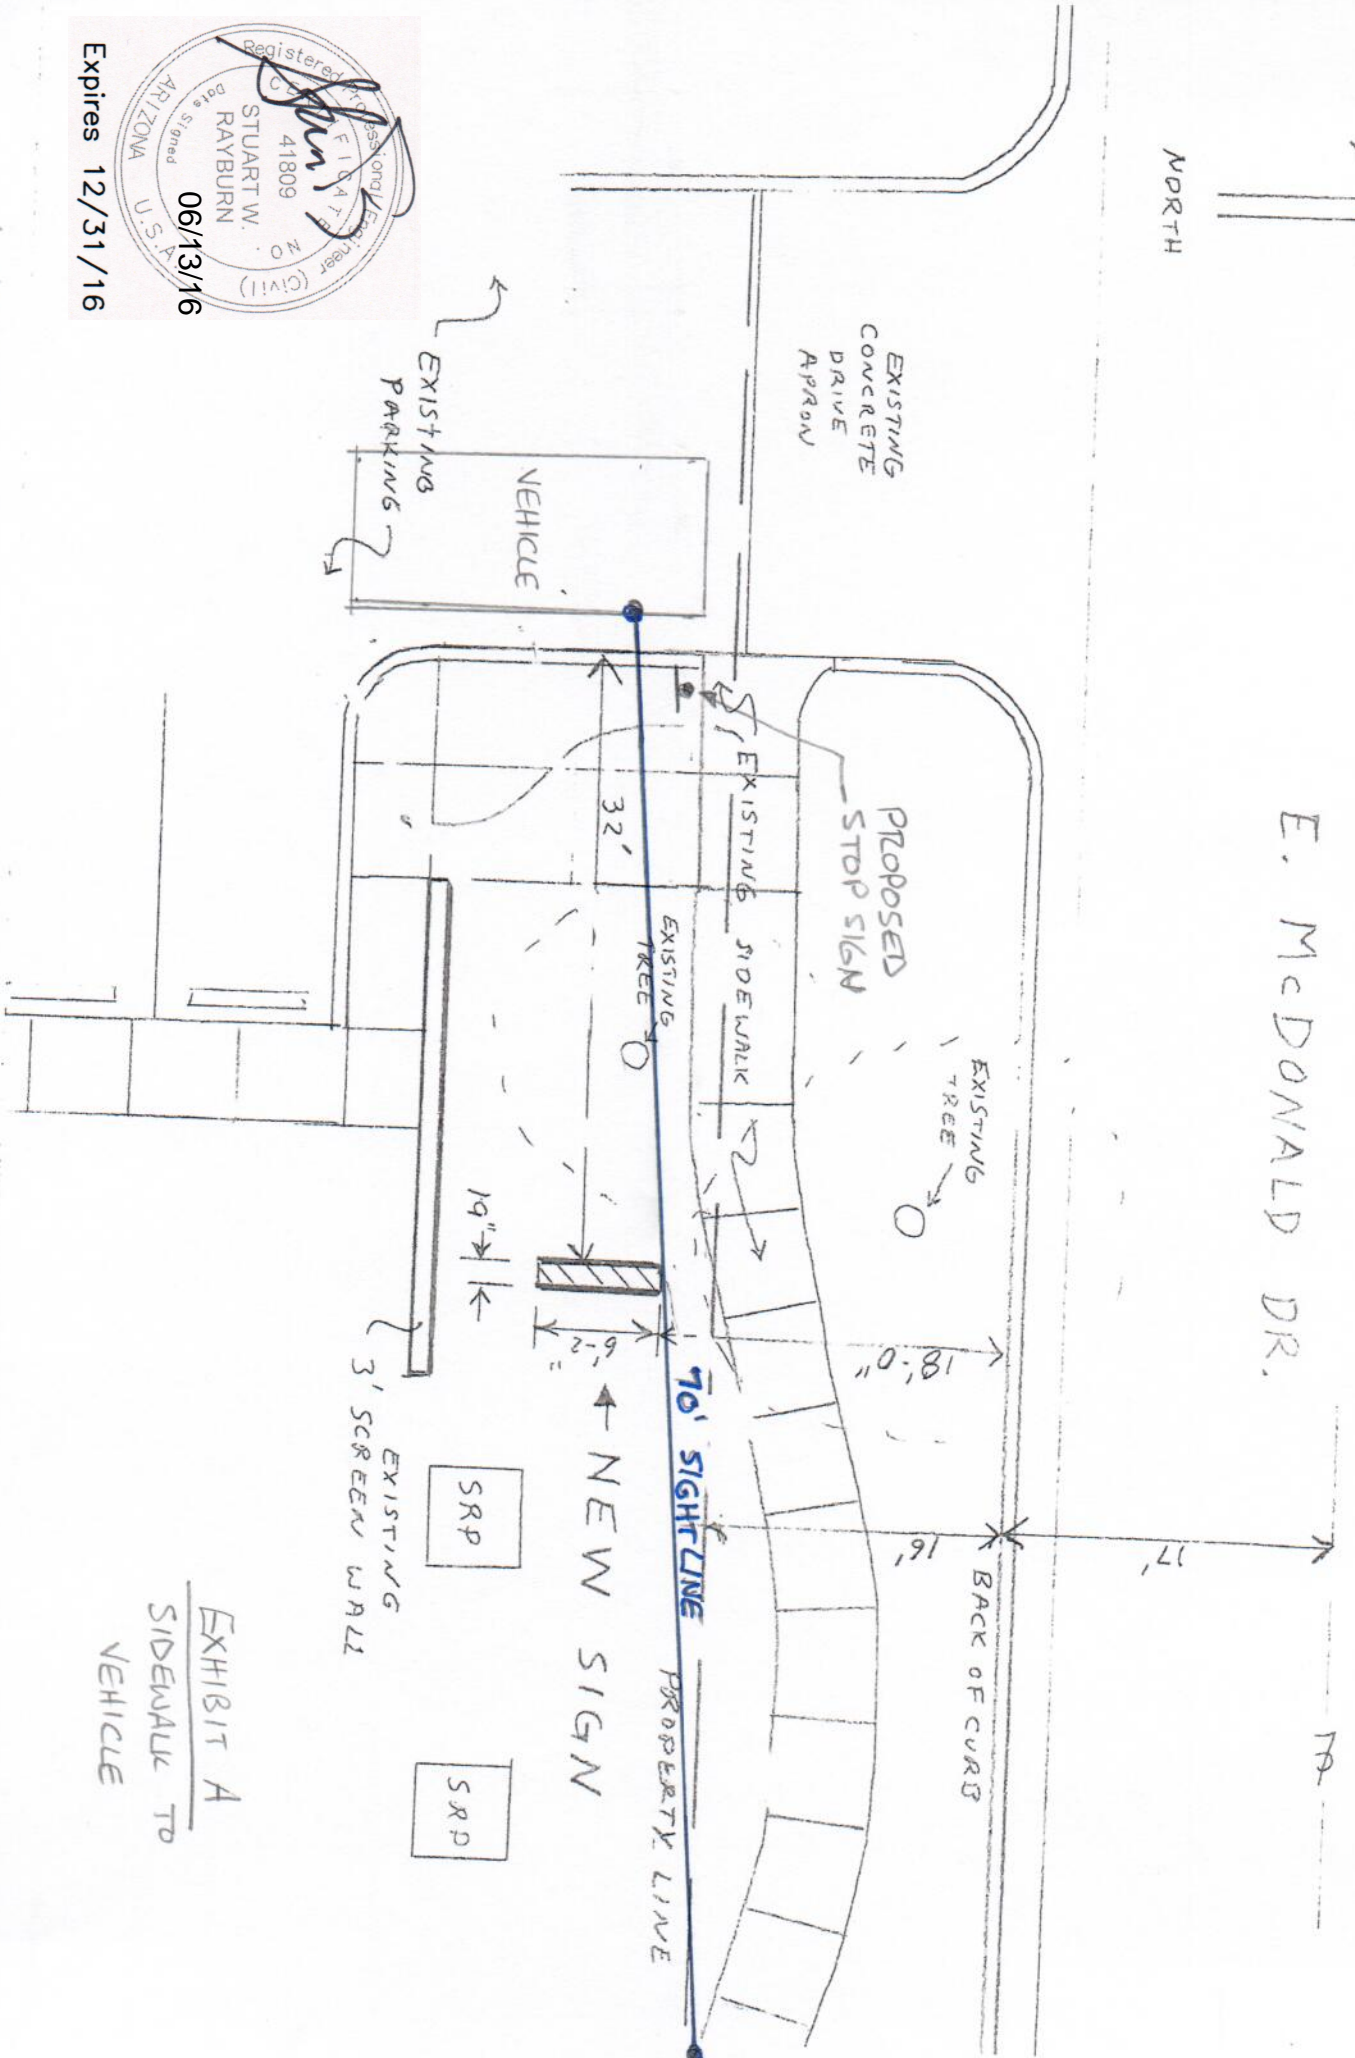 NORTH
E. McDONALD DR.
EXISTING
CONCRETE
DRIVE
APRON
PROPOSED
STOP SIGN
EXISTING
TREE
EXISTING SIDEWALK
EXISTING
TREE
VEHICLE
EXISTING
PARKING
32'
18'-0"
16'
17'
BACK OF CURB
6'-2"
19"
70' SIGHT LINE
PROPERTY LINE
NEW SIGN
SRP
SRP
EXISTING
3' SCREEN WALL
EXHIBIT A
SIDEWALK TO
VEHICLE
Registered Professional Engineer (Civil)
CERTIFICATE NO.
41809
STUART W.
RAYBURN
Date Signed
06/13/16
ARIZONA U.S.A.
Expires 12/31/16